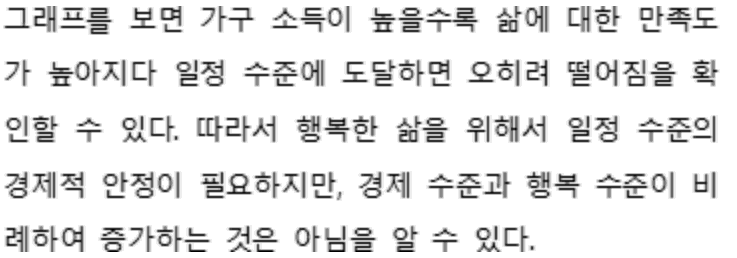 그래프를 보면 가구 소득이 높을수록 삶에 대한 만족도
가 높아지다 일정 수준에 도달하면 오히려 떨어짐을 확
인할 수 있다. 따라서 행복한 삶을 위해서 일정 수준의
경제적 안정이 필요하지만, 경제 수준과 행복 수준이 비
례하여 증가하는 것은 아님을 알 수 있다.